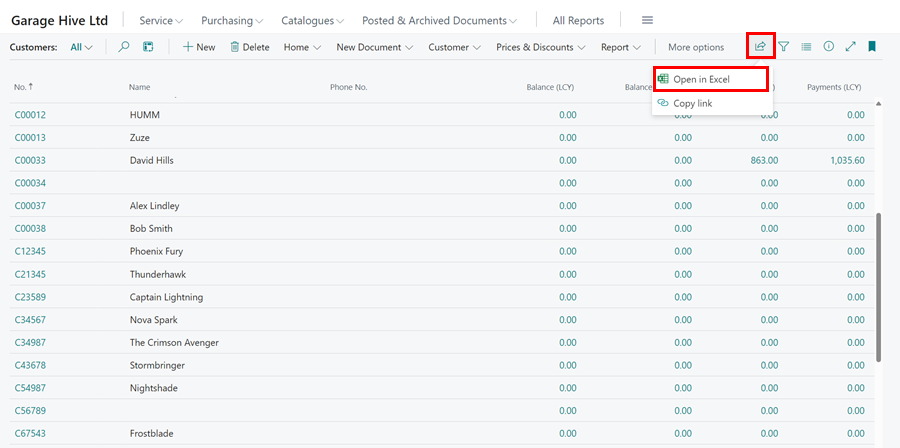 Garage Hive Ltd Service Purchasing Catalogues Posted & Archived Documents All Reports
Customers: All New Delete Home New Document Customer Prices & Discounts Report More options
Open in Excel
Copy link
No. ↑ Name Phone No. Balance (LCY) Balance ) Payments (LCY)
C00012 HUMM 0.00 0.00 0.00 0.00
C00013 Zuze 0.00 0.00 0.00 0.00
C00033 David Hills 0.00 0.00 863.00 1,035.60
C00034 0.00 0.00 0.00 0.00
C00037 Alex Lindley 0.00 0.00 0.00 0.00
C00038 Bob Smith 0.00 0.00 0.00 0.00
C12345 Phoenix Fury 0.00 0.00 0.00 0.00
C21345 Thunderhawk 0.00 0.00 0.00 0.00
C23589 Captain Lightning 0.00 0.00 0.00 0.00
C34567 Nova Spark 0.00 0.00 0.00 0.00
C34987 The Crimson Avenger 0.00 0.00 0.00 0.00
C43678 Stormbringer 0.00 0.00 0.00 0.00
C54987 Nightshade 0.00 0.00 0.00 0.00
C56789 0.00 0.00 0.00 0.00
C67543 Frostblade 0.00 0.00 0.00 0.00